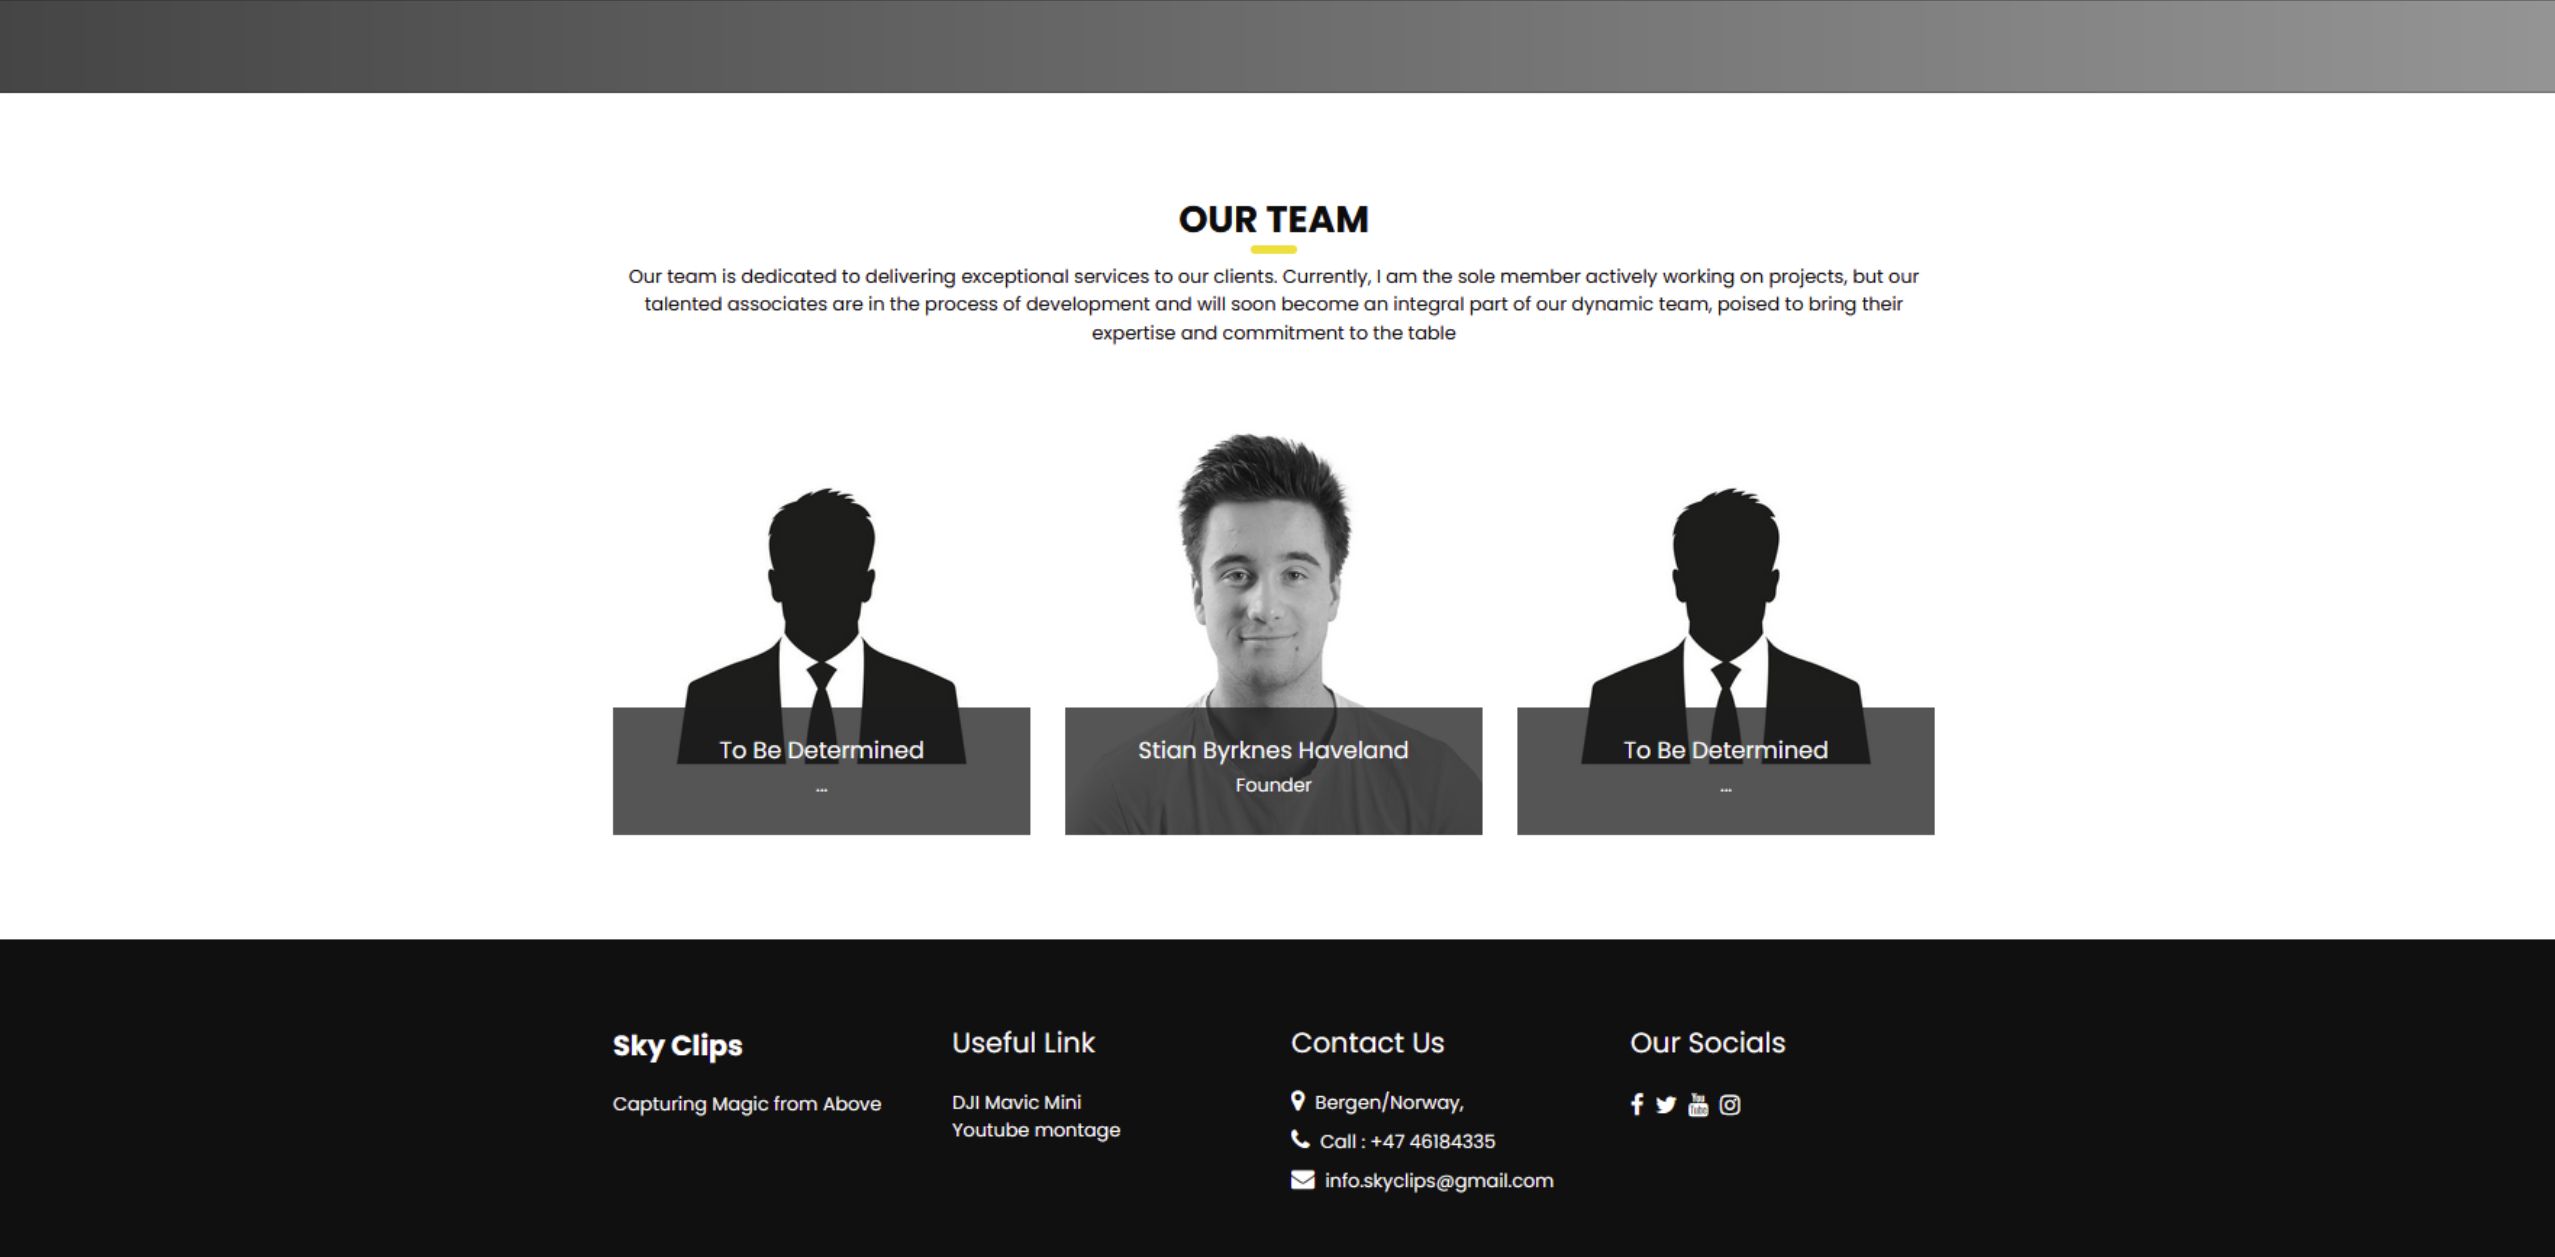 OUR TEAM
Our team is dedicated to delivering exceptional services to our clients. Currently, I am the sole member actively working on projects, but our
talented associates are in the process of development and will soon become an integral part of our dynamic team, poised to bring their
expertise and commitment to the table
To Be Determined
...
Stian Byrknes Haveland
Founder
To Be Determined
...
Sky Clips
Capturing Magic from Above
Useful Link
DJI Mavic Mini
Youtube montage
Contact Us
Bergen/Norway,
Call : +47 46184335
info.skyclips@gmail.com
Our Socials
You Tube